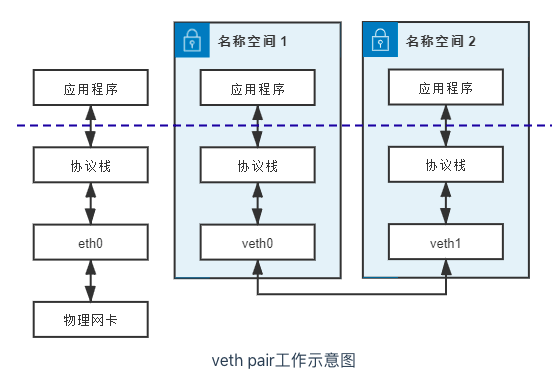 名称空间 1
名称空间 2
应用程序
应用程序
应用程序
协议栈
协议栈
协议栈
eth0
veth0
veth1
物理网卡
veth pair工作示意图